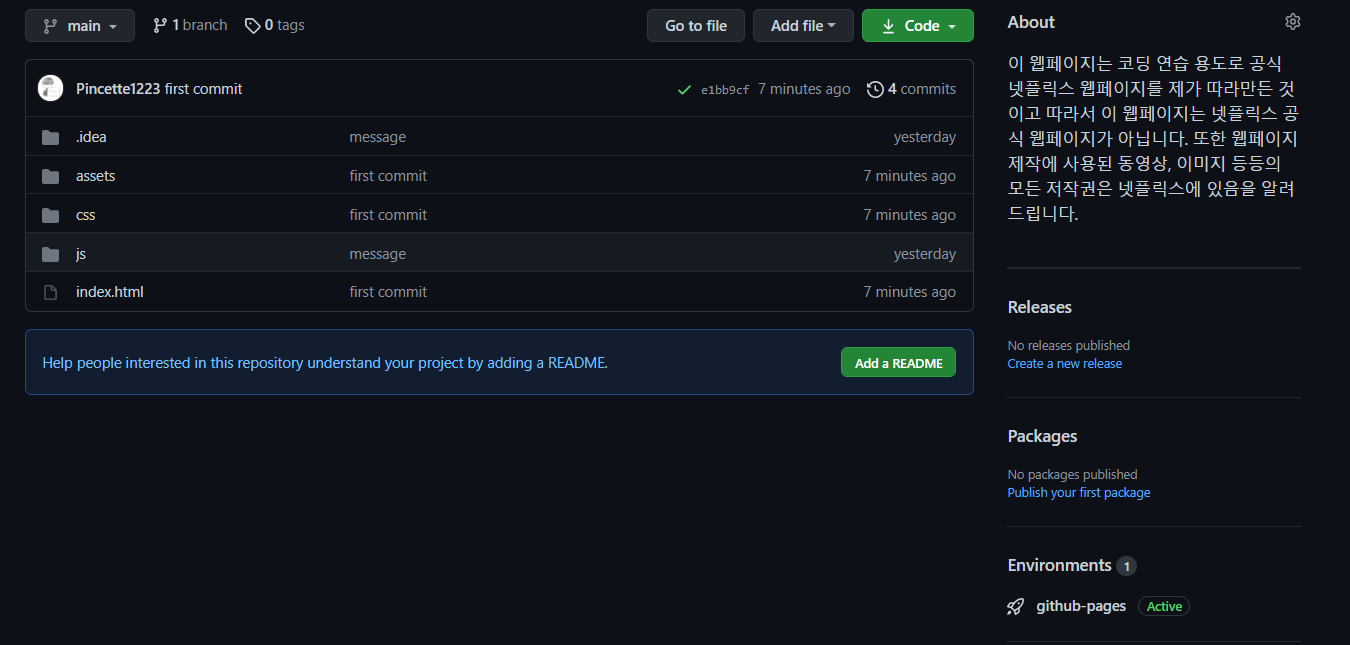 main
1 branch
0 tags
Go to file
Add file
Code
Pincette1223 first commit
e1bb9cf 7 minutes ago
4 commits
.idea
message
yesterday
assets
first commit
7 minutes ago
css
first commit
7 minutes ago
js
message
yesterday
index.html
first commit
7 minutes ago
Help people interested in this repository understand your project by adding a README.
Add a README
About
이 웹페이지는 코딩 연습 용도로 공식
넷플릭스 웹페이지를 제가 따라만든 것
이고 따라서 이 웹페이지는 넷플릭스 공
식 웹페이지가 아닙니다. 또한 웹페이지
제작에 사용된 동영상, 이미지 등등의
모든 저작권은 넷플릭스에 있음을 알려
드립니다.
Releases
No releases published
Create a new release
Packages
No packages published
Publish your first package
Environments 1
github-pages
Active